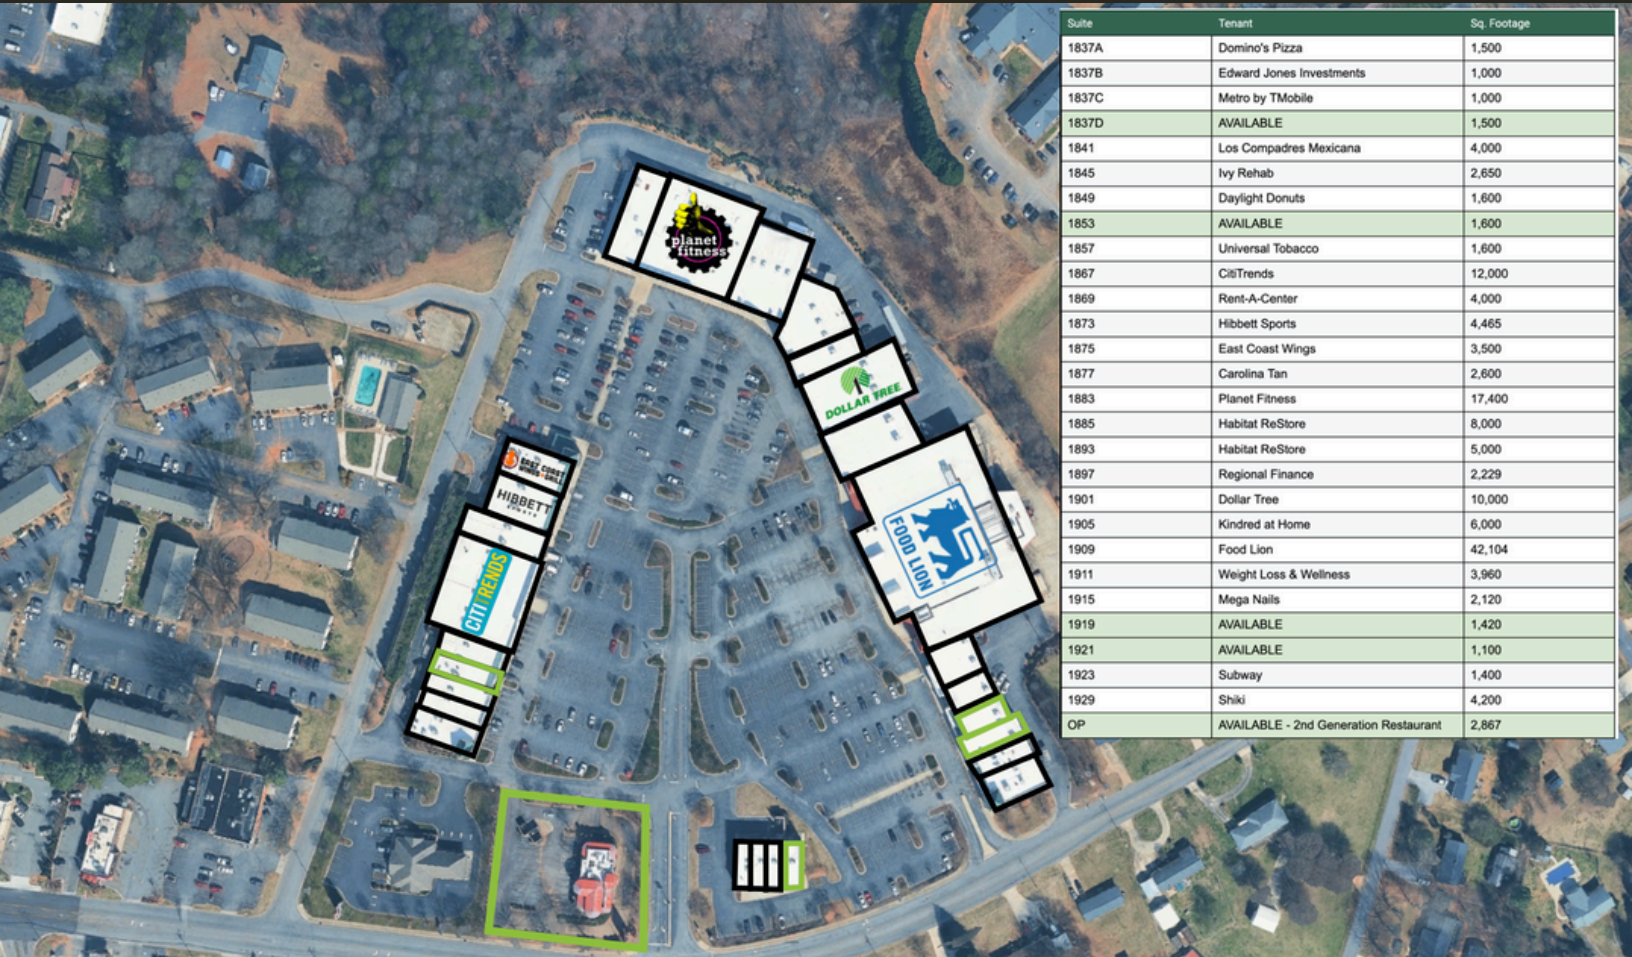 Suite Tenant Sq. Footage
1837A Domino's Pizza 1,500
1837B Edward Jones Investments 1,000
1837C Metro by TMobile 1,000
1837D AVAILABLE 1,500
1841 Los Compadres Mexicana 4,000
1845 Ivy Rehab 2,650
1849 Daylight Donuts 1,600
1853 AVAILABLE 1,600
1857 Universal Tobacco 1,600
1867 CitiTrends 12,000
1869 Rent-A-Center 4,000
1873 Hibbett Sports 4,465
1875 East Coast Wings 3,500
1877 Carolina Tan 2,600
1883 Planet Fitness 17,400
1885 Habitat ReStore 8,000
1893 Habitat ReStore 5,000
1897 Regional Finance 2,229
1901 Dollar Tree 10,000
1905 Kindred at Home 6,000
1909 Food Lion 42,104
1911 Weight Loss & Wellness 3,960
1915 Mega Nails 2,120
1919 AVAILABLE 1,420
1921 AVAILABLE 1,100
1923 Subway 1,400
1929 Shiki 4,200
OP AVAILABLE - 2nd Generation Restaurant 2,867
planet
fitness
DOLLAR TREE
EAST COAST
WINGS+GRILL
HIBBETT
SPORTS
FOOD LION
CITITRENDS